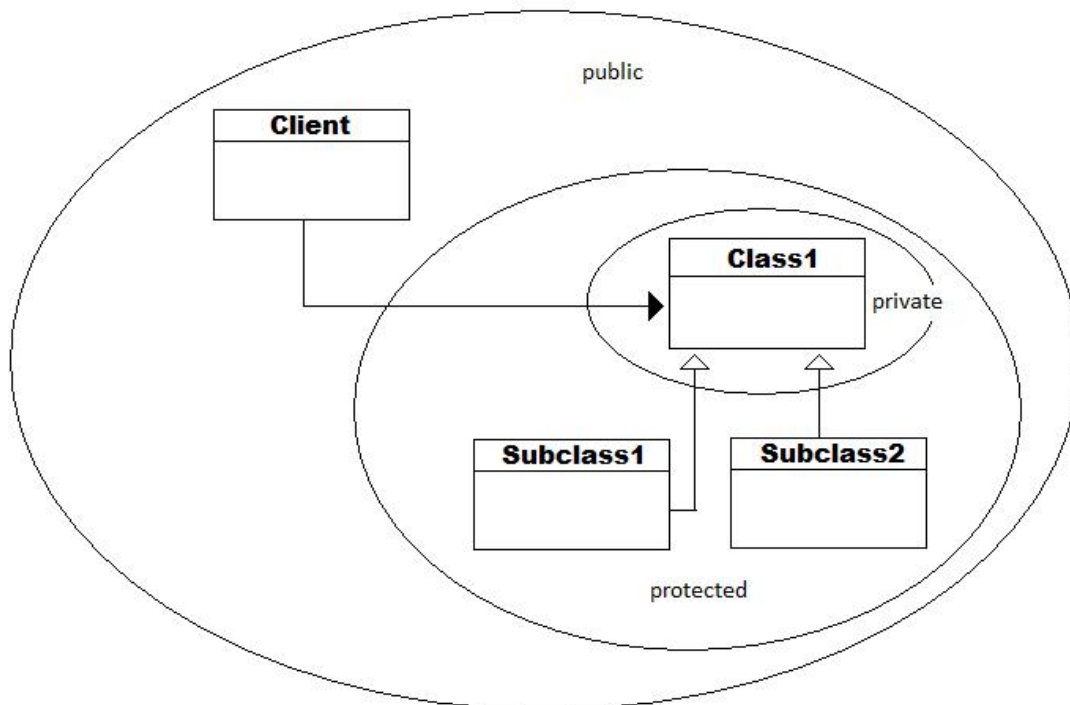 public
Client
Class1
private
Subclass1
Subclass2
protected